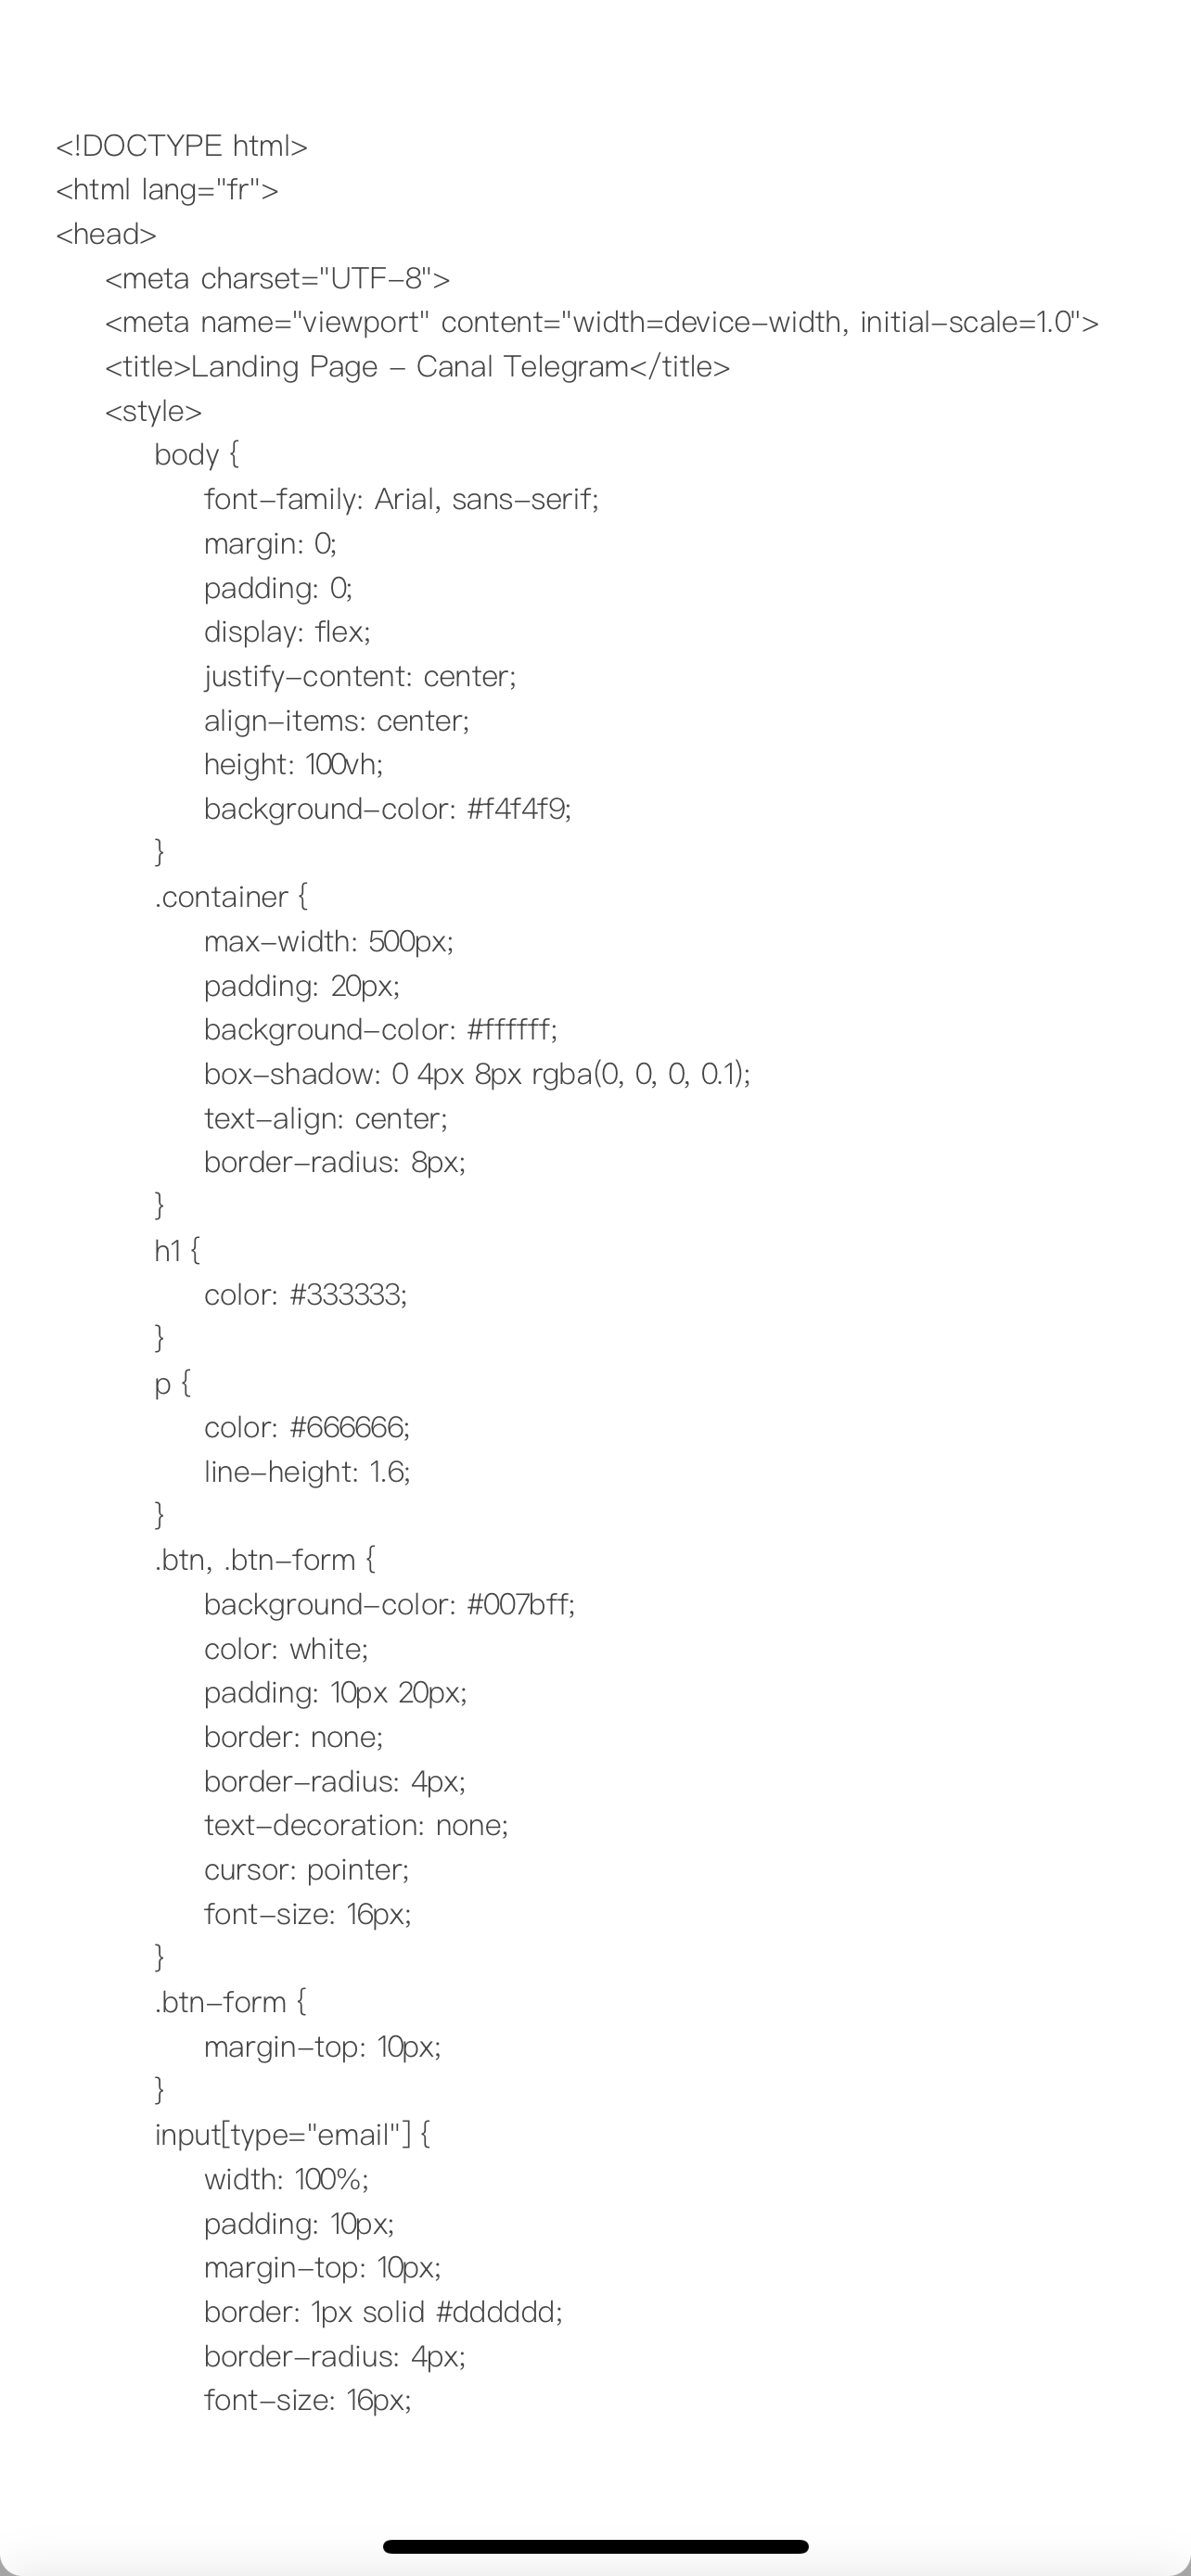 <!DOCTYPE html>
<html lang="fr">
<head>
    <meta charset="UTF-8">
    <meta name="viewport" content="width=device-width, initial-scale=1.0">
    <title>Landing Page - Canal Telegram</title>
    <style>
        body {
            font-family: Arial, sans-serif;
            margin: 0;
            padding: 0;
            display: flex;
            justify-content: center;
            align-items: center;
            height: 100vh;
            background-color: #f4f4f9;
        }
        .container {
            max-width: 500px;
            padding: 20px;
            background-color: #ffffff;
            box-shadow: 0 4px 8px rgba(0, 0, 0, 0.1);
            text-align: center;
            border-radius: 8px;
        }
        h1 {
            color: #333333;
        }
        p {
            color: #666666;
            line-height: 1.6;
        }
        .btn, .btn-form {
            background-color: #007bff;
            color: white;
            padding: 10px 20px;
            border: none;
            border-radius: 4px;
            text-decoration: none;
            cursor: pointer;
            font-size: 16px;
        }
        .btn-form {
            margin-top: 10px;
        }
        input[type="email"] {
            width: 100%;
            padding: 10px;
            margin-top: 10px;
            border: 1px solid #dddddd;
            border-radius: 4px;
            font-size: 16px;